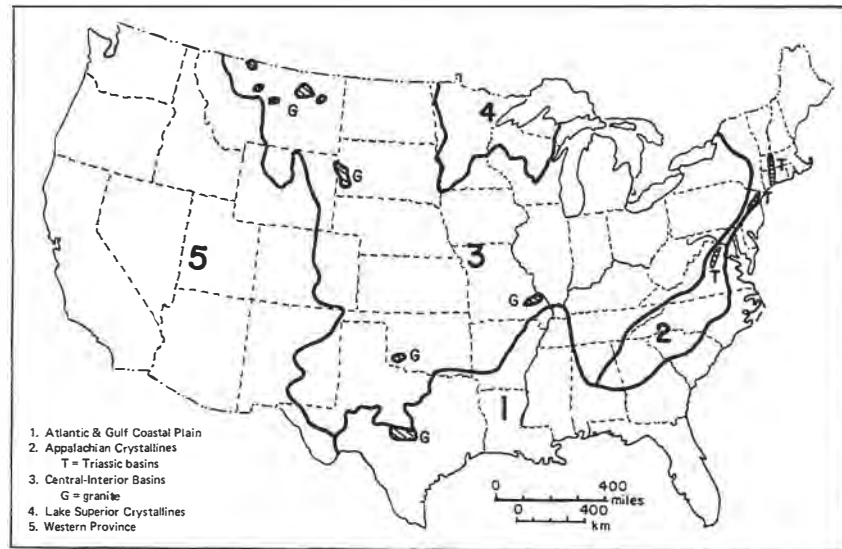 4
G
G
T
T
5
3
T
G
2
G
1
G
1. Atlantic & Gulf Coastal Plain
2. Appalachian Crystallines
T = Triassic basins
3. Central-Interior Basins
G = granite
4. Lake Superior Crystallines
5. Western Province
0 400
miles
0 400
km